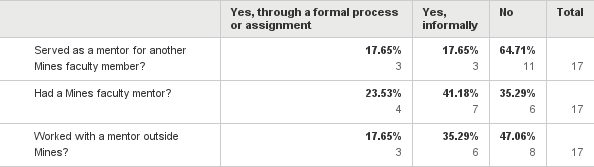 Yes, through a formal process or assignment Yes, informally No Total
Served as a mentor for another Mines faculty member? 17.65% 3 17.65% 3 64.71% 11 17
Had a Mines faculty mentor? 23.53% 4 41.18% 7 35.29% 6 17
Worked with a mentor outside Mines? 17.65% 3 35.29% 6 47.06% 8 17